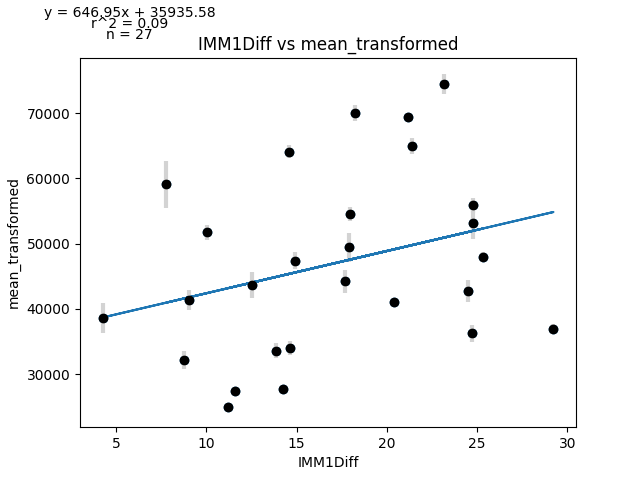 y = 646.95x + 35935.58
r^2 = 0.09
n = 27
IMM1Diff vs mean_transformed
mean_transformed
70000
60000
50000
40000
30000
5 10 15 20 25 30
IMM1Diff